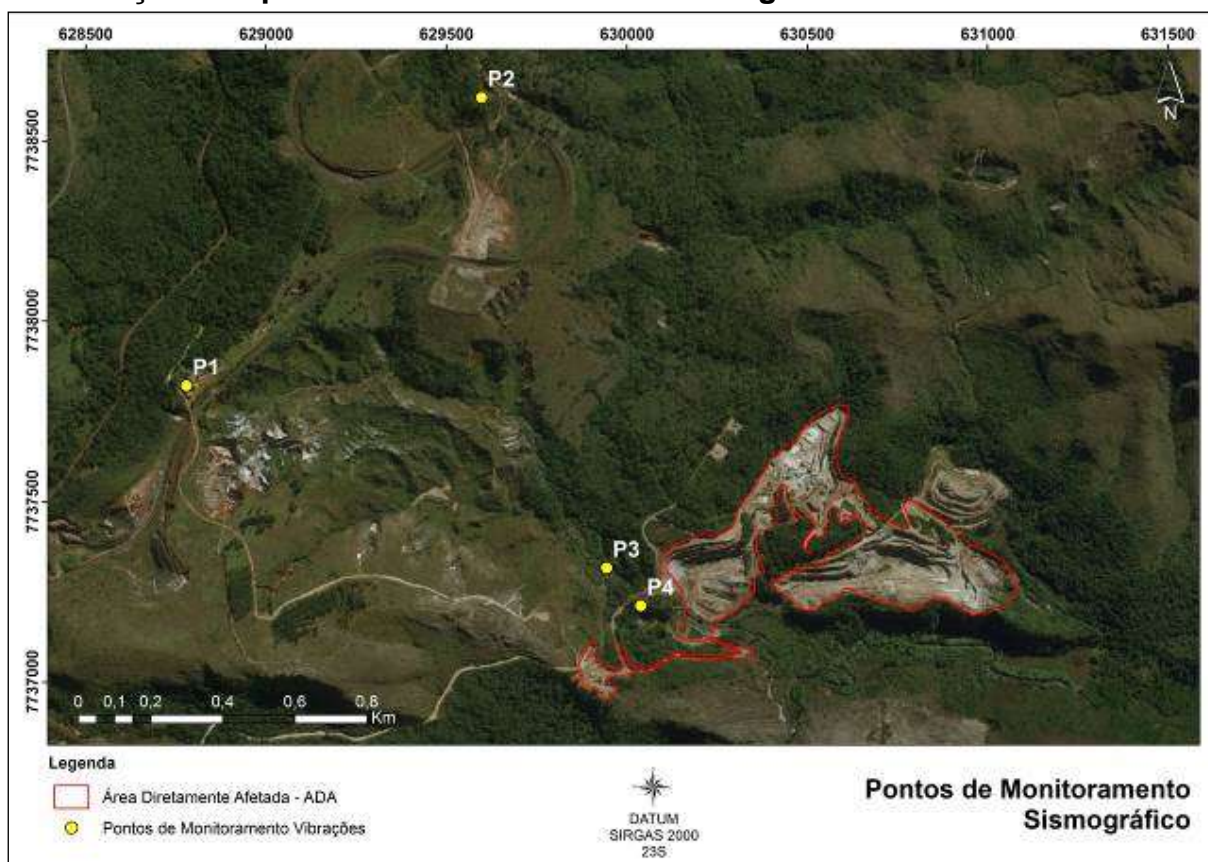 628500 629000 629500 630000 630500 631000 631500
7738500
7738000
7737500
7737000
P2
N
P1
P3
P4
0 0,1 0,2 0,4 0,6 0,8
Km
Legenda
Área Diretamente Afetada - ADA
Pontos de Monitoramento Vibrações
DATUM
SIRGAS 2000
23S
Pontos de Monitoramento
Sismográfico